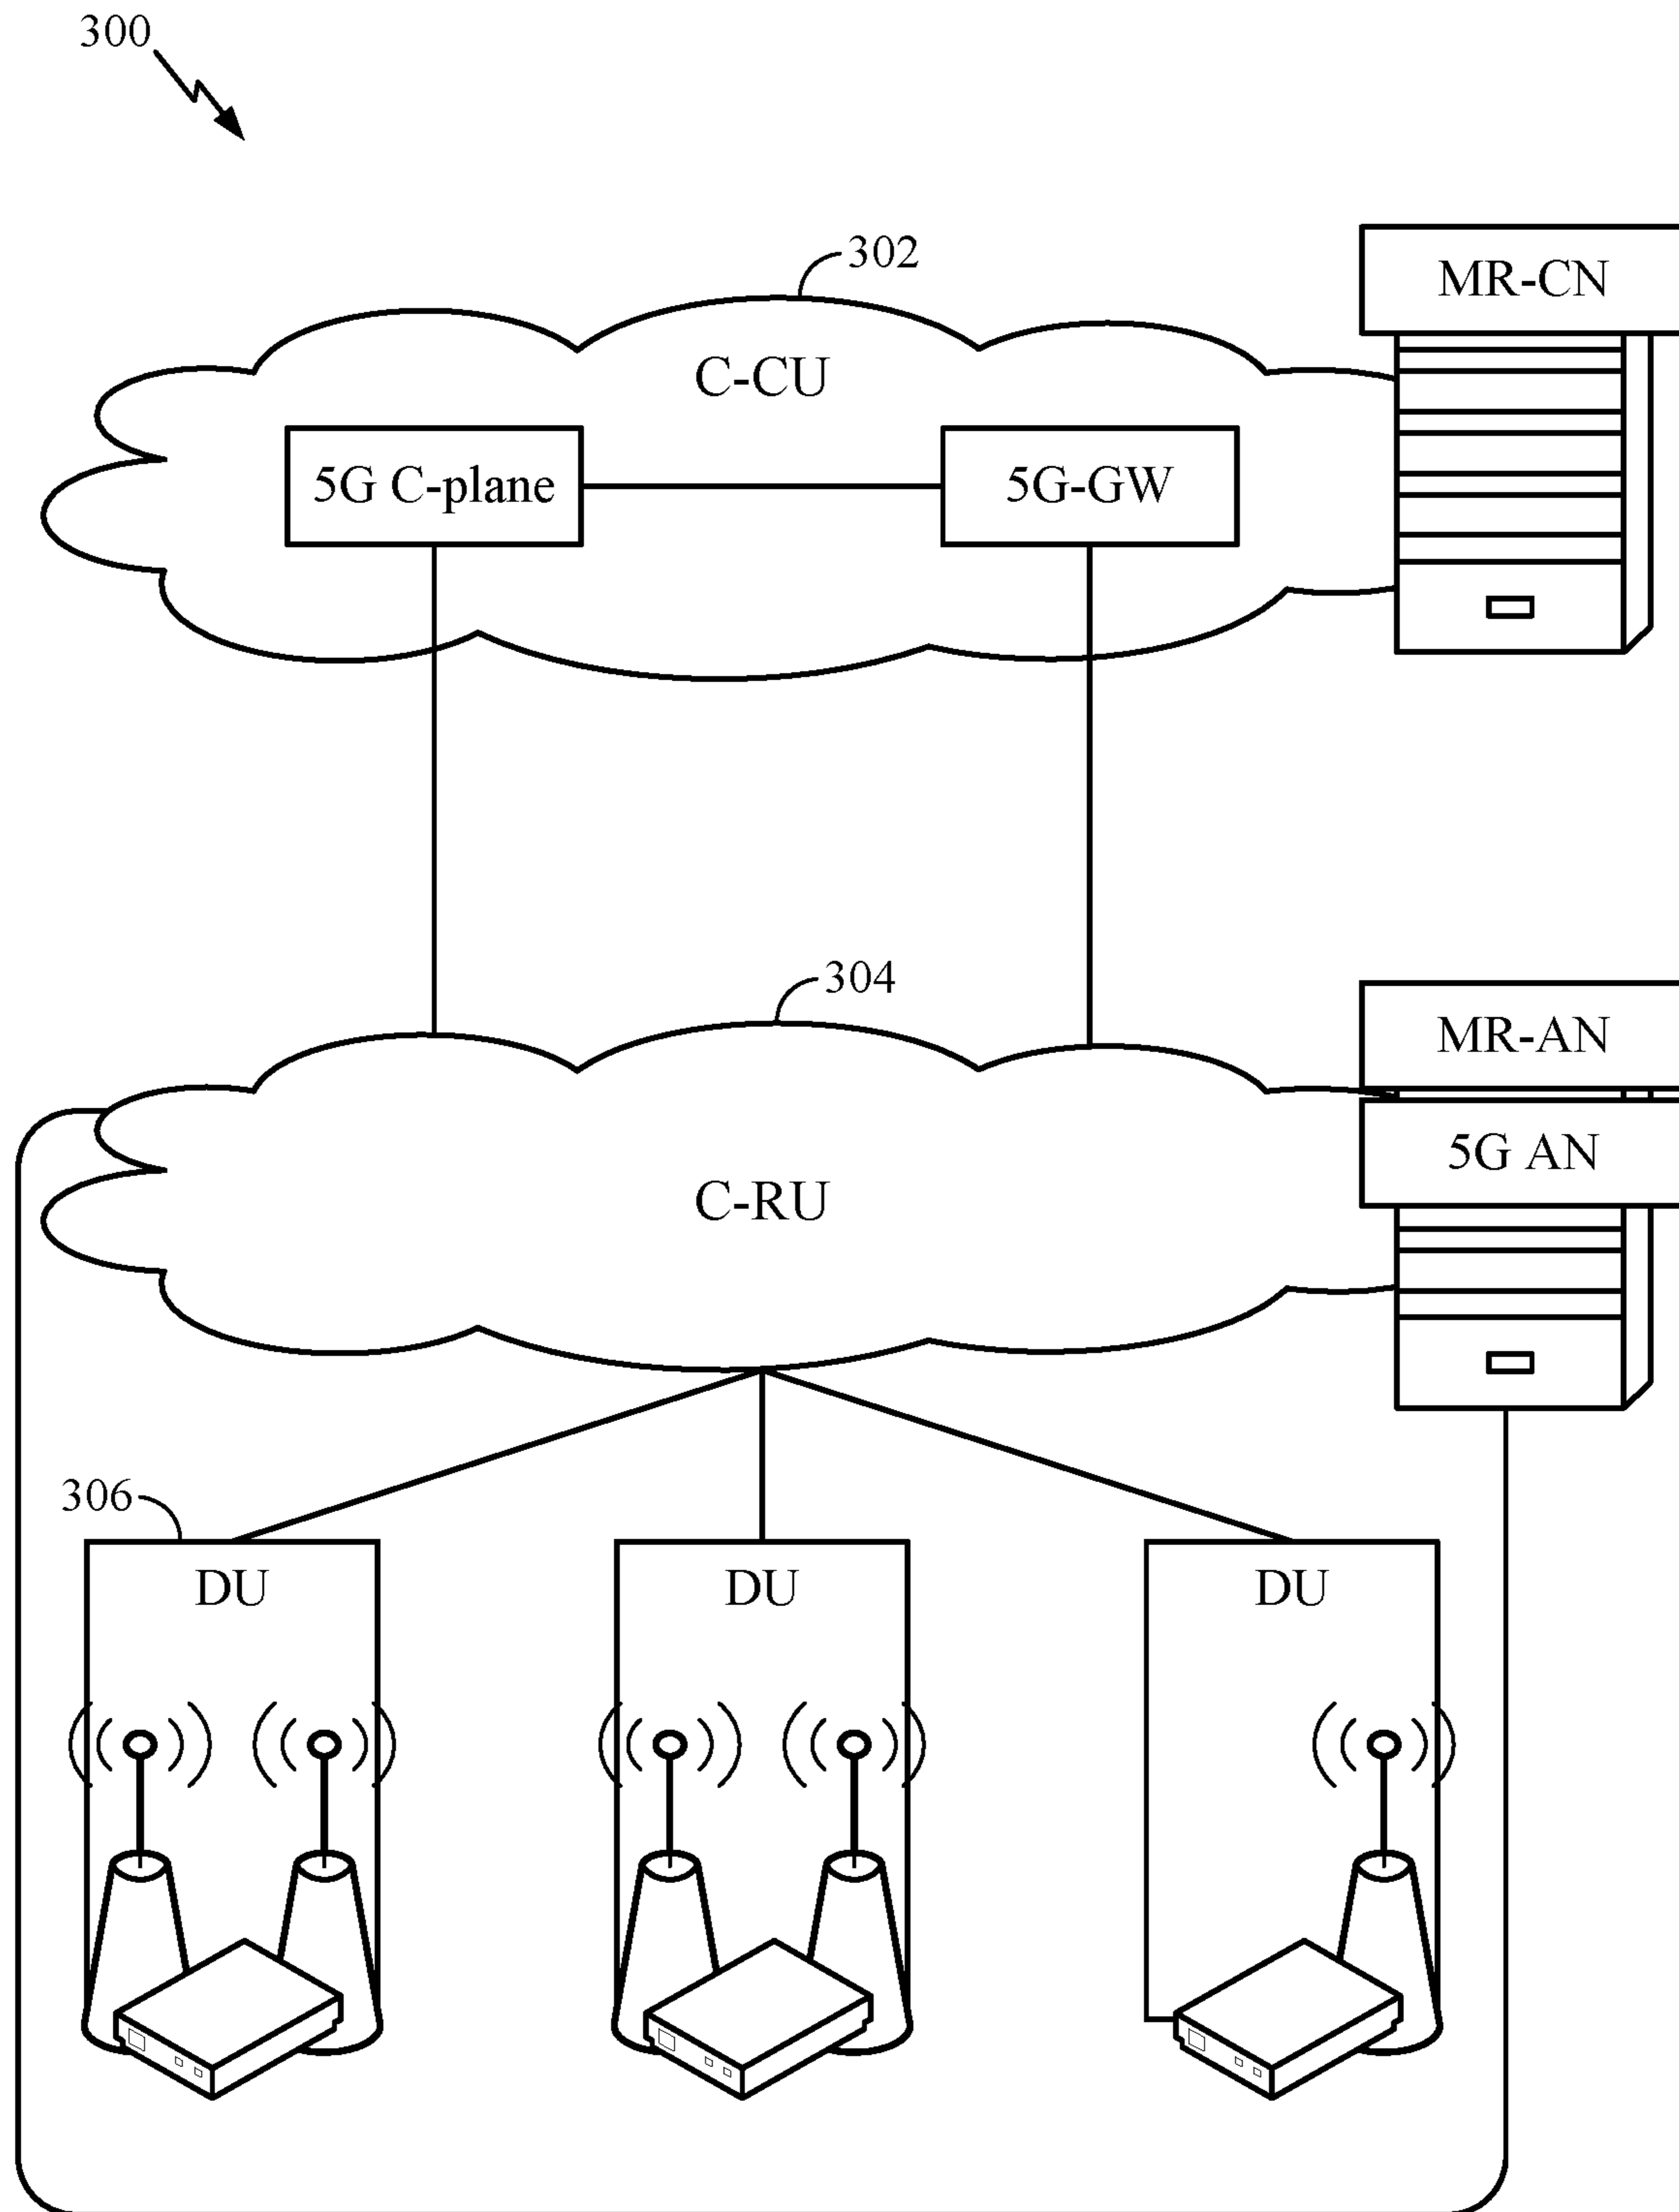 300
302
MR-CN
C-CU
5G C-plane
5G-GW
304
MR-AN
5G AN
C-RU
306
DU
DU
DU